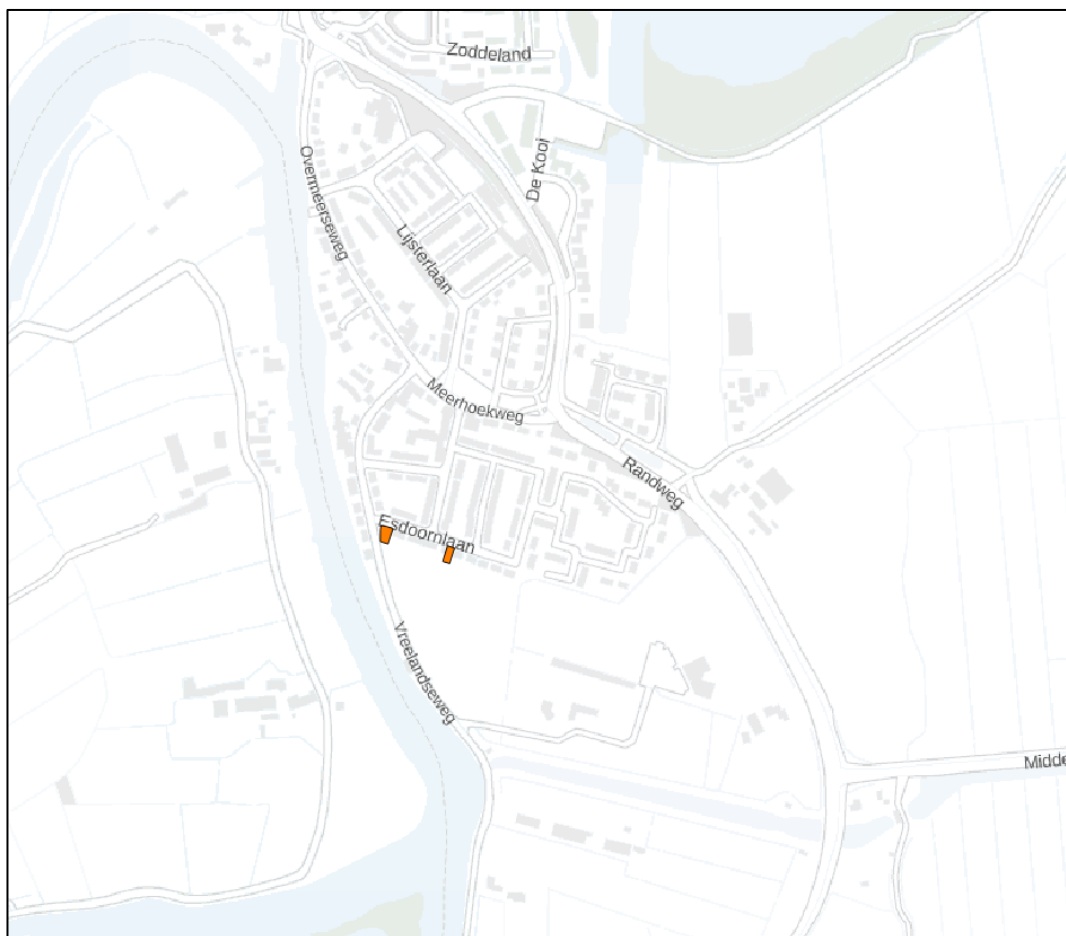 Zoddeland
De Kooi
Overmeerseweg
Lijsterlaan
Meerhoekweg
Randweg
Esdoornlaan
Vreelandseweg
Midde